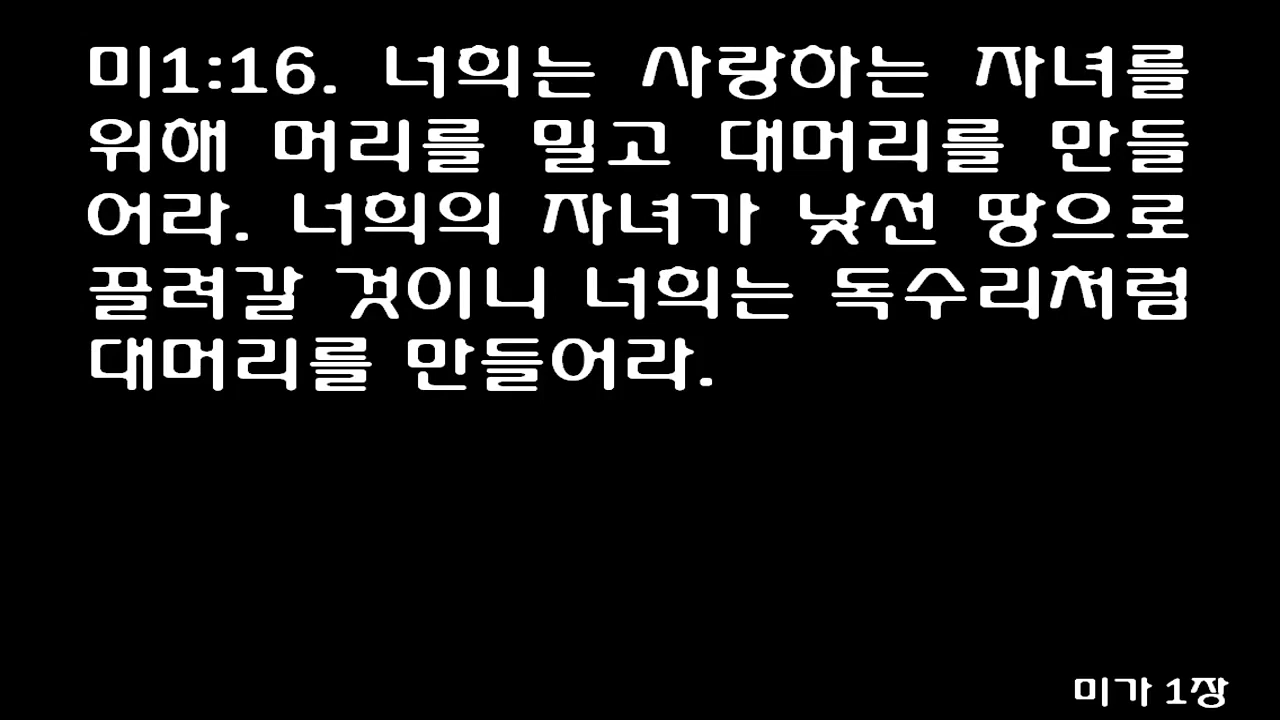 미1:16. 너희는 사랑하는 자녀를
위해 머리를 밀고 대머리를 만들
어라. 너희의 자녀가 낯선 땅으로
끌려갈 것이니 너희는 독수리처럼
대머리를 만들어라.
미가 1장